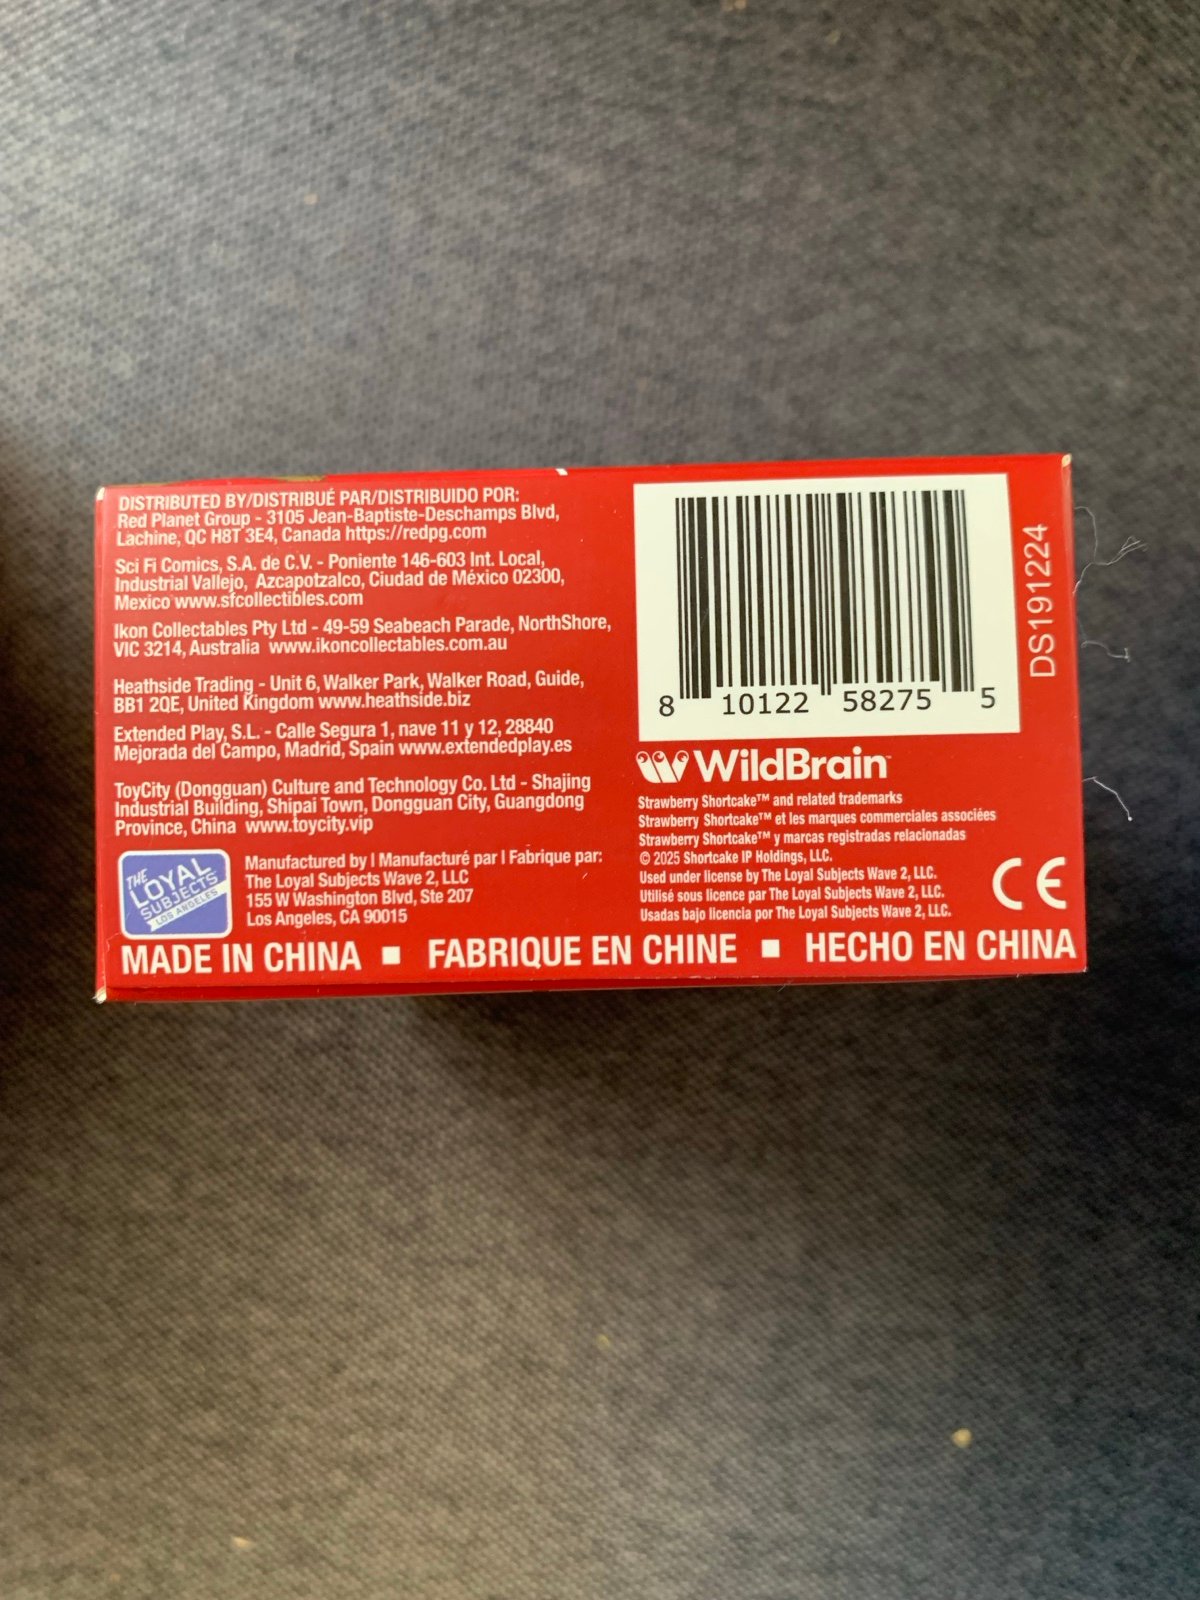 DISTRIBUTED BY/DISTRIBUÉ PAR/DISTRIBUIDO POR:
Red Planet Group - 3105 Jean-Baptiste-Deschamps Blvd,
Lachine, QC H8T 3E4, Canada https://redpg.com
Sci Fi Comics, S.A. de C.V. - Poniente 146-603 Int. Local,
Industrial Vallejo, Azcapotzalco, Ciudad de México 02300,
Mexico www.sfcollectibles.com
Ikon Collectables Pty Ltd - 49-59 Seabeach Parade, NorthShore,
VIC 3214, Australia www.ikoncollectables.com.au
Heathside Trading - Unit 6, Walker Park, Walker Road, Guide,
BB1 2QE, United Kingdom www.heathside.biz
Extended Play, S.L. - Calle Segura 1, nave 11 y 12, 28840
Mejorada del Campo, Madrid, Spain www.extendedplay.es
ToyCity (Dongguan) Culture and Technology Co. Ltd - Shajing
Industrial Building, Shipai Town, Dongguan City, Guangdong
Province, China www.toycity.vip
THE
LOYAL
SUBJECTS
LOS ANGELES
Manufactured by | Manufacturé par | Fabrique par:
The Loyal Subjects Wave 2, LLC
155 W Washington Blvd, Ste 207
Los Angeles, CA 90015
8 10122 58275 5
DS191224
WildBrain™
Strawberry Shortcake™ and related trademarks
Strawberry Shortcake™ et les marques commerciales associées
Strawberry Shortcake™ y marcas registradas relacionadas
© 2025 Shortcake IP Holdings, LLC.
Used under license by The Loyal Subjects Wave 2, LLC.
Utilisé sous licence par The Loyal Subjects Wave 2, LLC.
Usadas bajo licencia por The Loyal Subjects Wave 2, LLC.
CE
MADE IN CHINA ■ FABRIQUE EN CHINE ■ HECHO EN CHINA